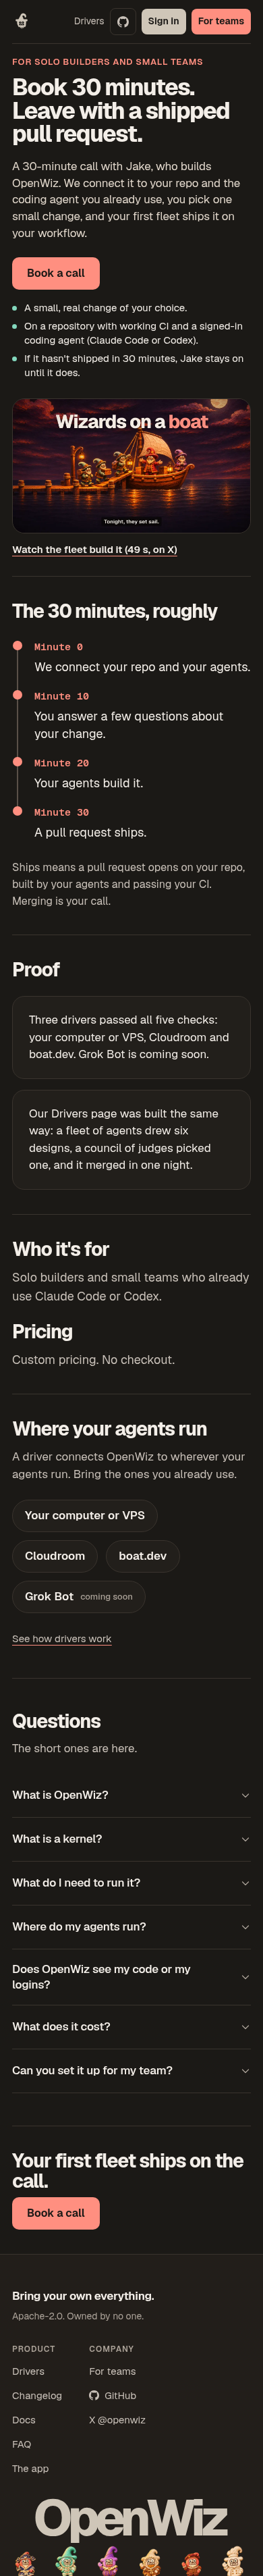 Drivers
Sign in
For teams
FOR SOLO BUILDERS AND SMALL TEAMS
Book 30 minutes.
Leave with a shipped
pull request.
A 30-minute call with Jake, who builds
OpenWiz. We connect it to your repo and the
coding agent you already use, you pick one
small change, and your first fleet ships it on
your workflow.
Book a call
A small, real change of your choice.
On a repository with working CI and a signed-in
coding agent (Claude Code or Codex).
If it hasn't shipped in 30 minutes, Jake stays on
until it does.
Wizards on a boat
Tonight, they set sail.
Watch the fleet build it (49 s, on X)
The 30 minutes, roughly
Minute 0
We connect your repo and your agents.
Minute 10
You answer a few questions about
your change.
Minute 20
Your agents build it.
Minute 30
A pull request ships.
Ships means a pull request opens on your repo,
built by your agents and passing your CI.
Merging is your call.
Proof
Three drivers passed all five checks:
your computer or VPS, Cloudroom and
boat.dev. Grok Bot is coming soon.
Our Drivers page was built the same
way: a fleet of agents drew six
designs, a council of judges picked
one, and it merged in one night.
Who it's for
Solo builders and small teams who already
use Claude Code or Codex.
Pricing
Custom pricing. No checkout.
Where your agents run
A driver connects OpenWiz to wherever your
agents run. Bring the ones you already use.
Your computer or VPS
Cloudroom
boat.dev
Grok Bot coming soon
See how drivers work
Questions
The short ones are here.
What is OpenWiz?
What is a kernel?
What do I need to run it?
Where do my agents run?
Does OpenWiz see my code or my
logins?
What does it cost?
Can you set it up for my team?
Your first fleet ships on the
call.
Book a call
Bring your own everything.
Apache-2.0. Owned by no one.
PRODUCT
Drivers
Changelog
Docs
FAQ
The app
COMPANY
For teams
GitHub
X @openwiz
OpenWiz